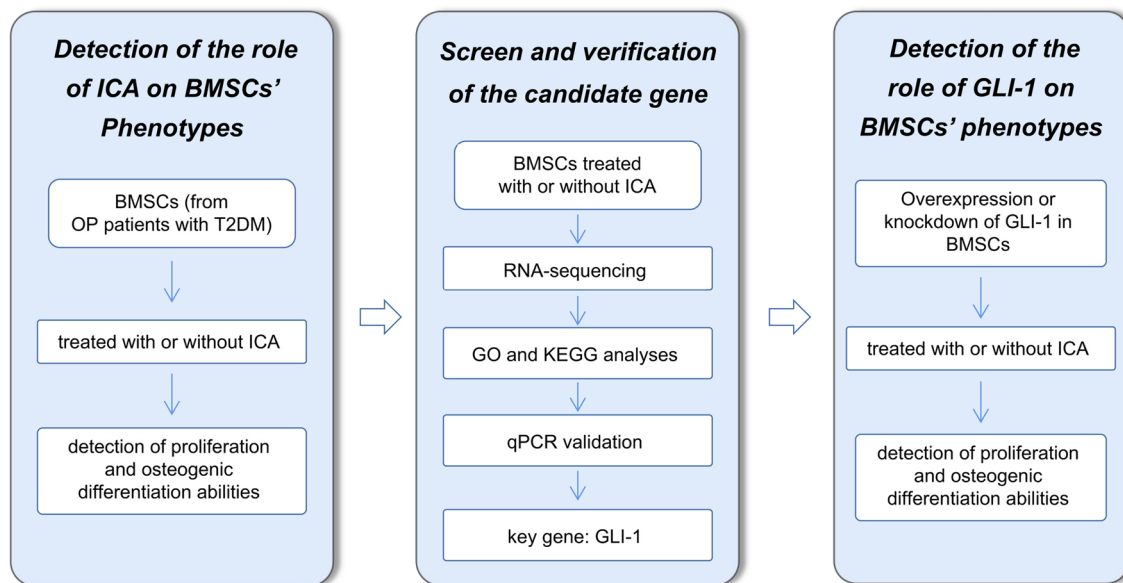 Detection of the role
of ICA on BMSCs’
Phenotypes
BMSCs (from
OP patients with T2DM)
treated with or without ICA
detection of proliferation
and osteogenic
differentiation abilities
Screen and verification
of the candidate gene
BMSCs treated
with or without ICA
RNA-sequencing
GO and KEGG analyses
qPCR validation
key gene: GLI-1
Detection of the
role of GLI-1 on
BMSCs’ phenotypes
Overexpression or
knockdown of GLI-1 in
BMSCs
treated with or without ICA
detection of proliferation
and osteogenic
differentiation abilities